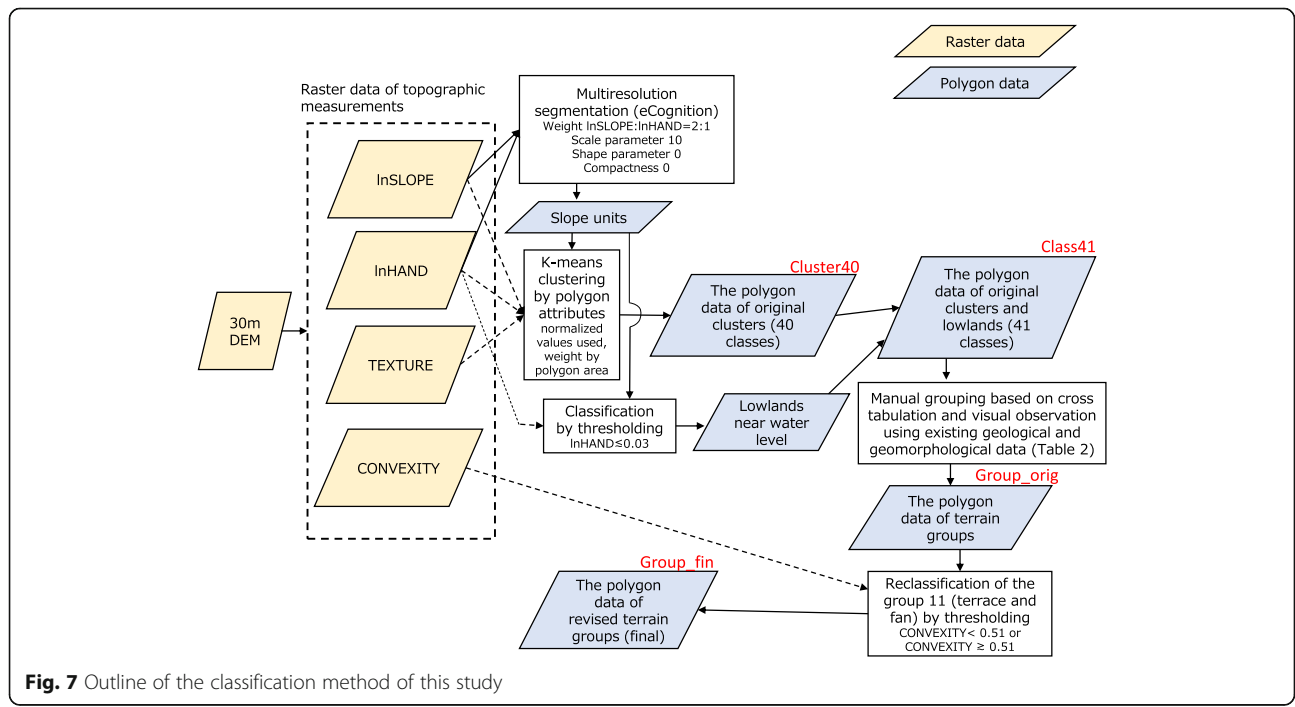 Raster data
Polygon data
Raster data of topographic
measurements
30m
DEM
lnSLOPE
lnHAND
TEXTURE
CONVEXITY
Multiresolution
segmentation (eCognition)
Weight lnSLOPE:lnHAND=2:1
Scale parameter 10
Shape parameter 0
Compactness 0
Slope units
K-means
clustering
by polygon
attributes
normalized
values used,
weight by
polygon area
Cluster40
The polygon
data of original
clusters (40
classes)
Classification
by thresholding
lnHAND≦0.03
Lowlands
near water
level
Class41
The polygon
data of original
clusters and
lowlands (41
classes)
Manual grouping based on cross
tabulation and visual observation
using existing geological and
geomorphological data (Table 2)
Group_orig
The polygon
data of terrain
groups
Reclassification of the
group 11 (terrace and
fan) by thresholding
CONVEXITY< 0.51 or
CONVEXITY ≥ 0.51
Group_fin
The polygon
data of
revised terrain
groups (final)
Fig. 7 Outline of the classification method of this study